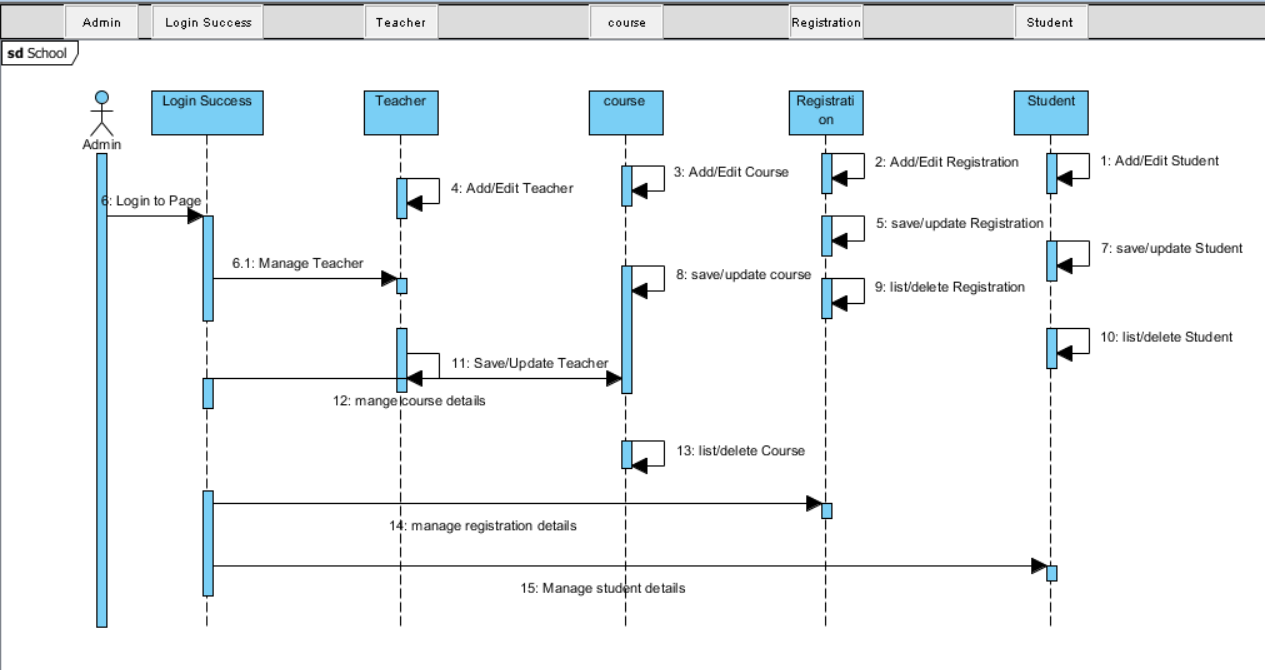 Admin
Login Success
Teacher
course
Registration
Student
sd School
Login Success
Teacher
course
Registrati
on
Student
Admin
1: Add/Edit Student
2: Add/Edit Registration
3: Add/Edit Course
4: Add/Edit Teacher
6: Login to Page
5: save/update Registration
7: save/update Student
6.1: Manage Teacher
8: save/update course
9: list/delete Registration
10: list/delete Student
11: Save/Update Teacher
12: mange course details
13: list/delete Course
14: manage registration details
15: Manage student details